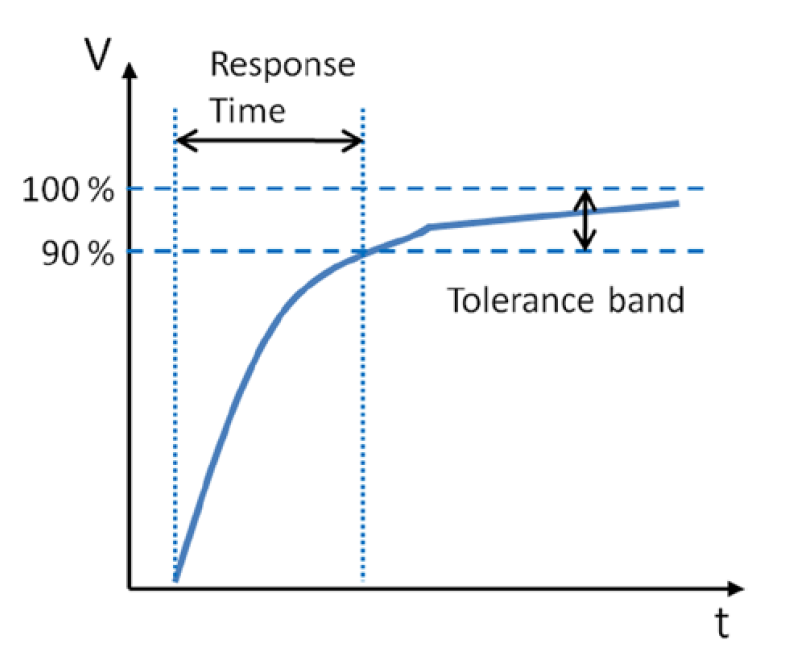 V
Response
Time
100 %
90 %
Tolerance band
t